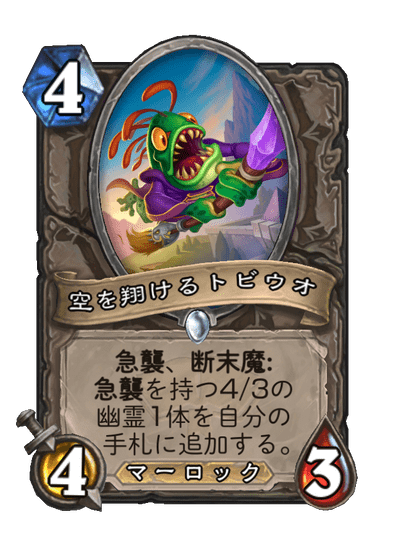 4
空を翔けるトビウオ
急襲、断末魔:
急襲を持つ4/3の
幽霊1体を自分の
手札に追加する。
マーロック
4
3